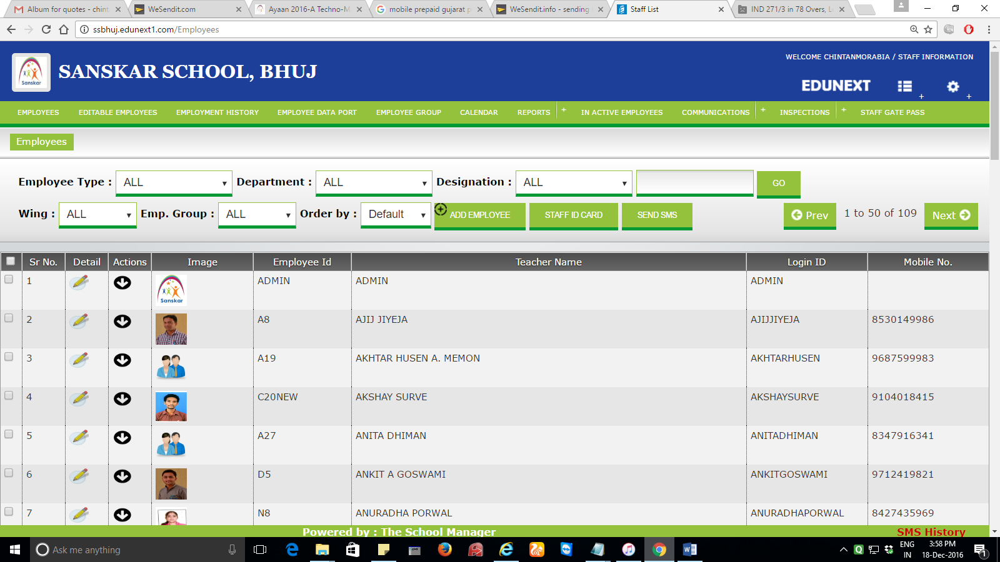 Album for quotes - chint
WeSendit.com
Ayaan 2016-A Techno-M
mobile prepaid gujarat p
WeSendit.info - sending
Staff List
IND 271/3 in 78 Overs, L
ssbhuj.edunext1.com/Employees
Sanskar
SANSKAR SCHOOL, BHUJ
WELCOME CHINTANMORABIA / STAFF INFORMATION
EDUNEXT
+ +
EMPLOYEES EDITABLE EMPLOYEES EMPLOYMENT HISTORY EMPLOYEE DATA PORT EMPLOYEE GROUP CALENDAR REPORTS + IN ACTIVE EMPLOYEES COMMUNICATIONS + INSPECTIONS + STAFF GATE PASS
Employees
Employee Type : ALL Department : ALL Designation : ALL GO
Wing : ALL Emp. Group : ALL Order by : Default ADD EMPLOYEE STAFF ID CARD SEND SMS Prev 1 to 50 of 109 Next
Sr No. Detail Actions Image Employee Id Teacher Name Login ID Mobile No.
1 Sanskar ADMIN ADMIN ADMIN
2 A8 AJIJ JIYEJA AJIJJIYEJA 8530149986
3 A19 AKHTAR HUSEN A. MEMON AKHTARHUSEN 9687599983
4 C20NEW AKSHAY SURVE AKSHAYSURVE 9104018415
5 A27 ANITA DHIMAN ANITADHIMAN 8347916341
6 D5 ANKIT A GOSWAMI ANKITGOSWAMI 9712419821
7 N8 ANURADHA PORWAL ANURADHAPORWAL 8427435969
Powered by : The School Manager SMS History
Ask me anything
ENG
IN
3:58 PM
18-Dec-2016
1